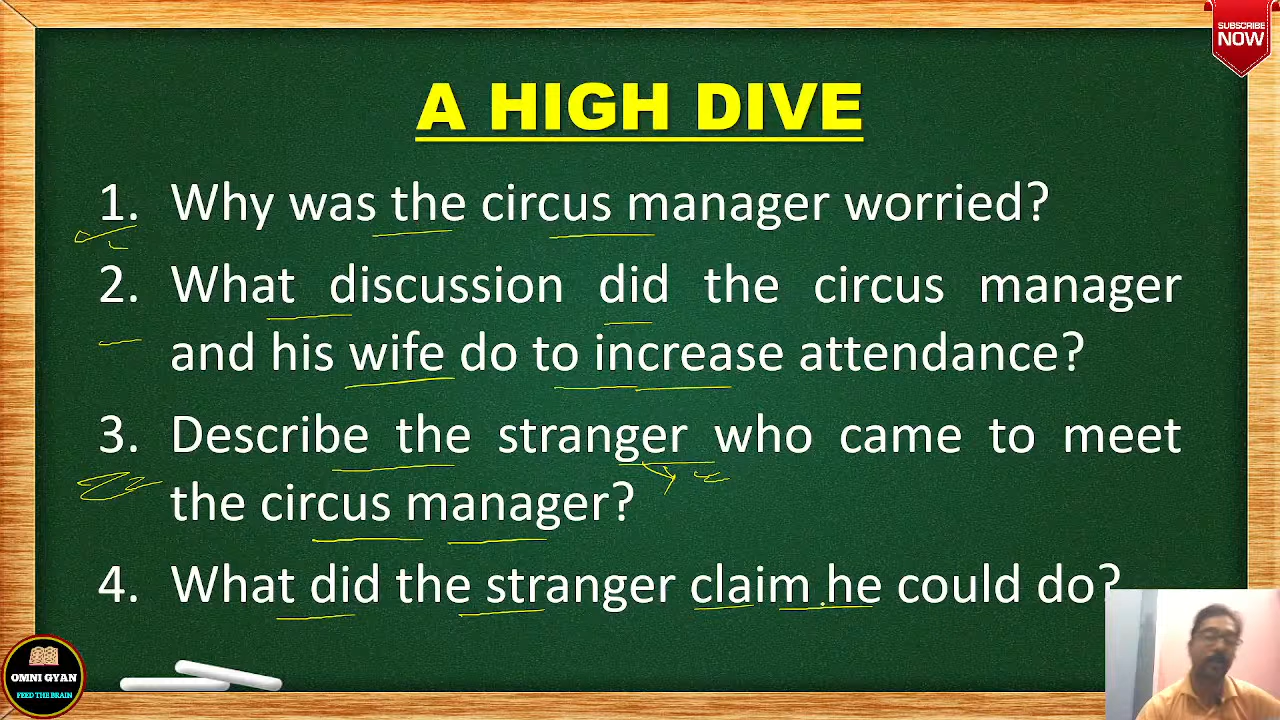 SUBSCRIBE
NOW
A HIGH DIVE
1. Why was the circus manager worried?
2. What discussion did the circus manager
and his wife do to increase attendance?
3. Describe the stranger who came to meet
the circus manager?
4. What did the stranger claim he could do?
OMNI GYAN
FEED THE BRAIN